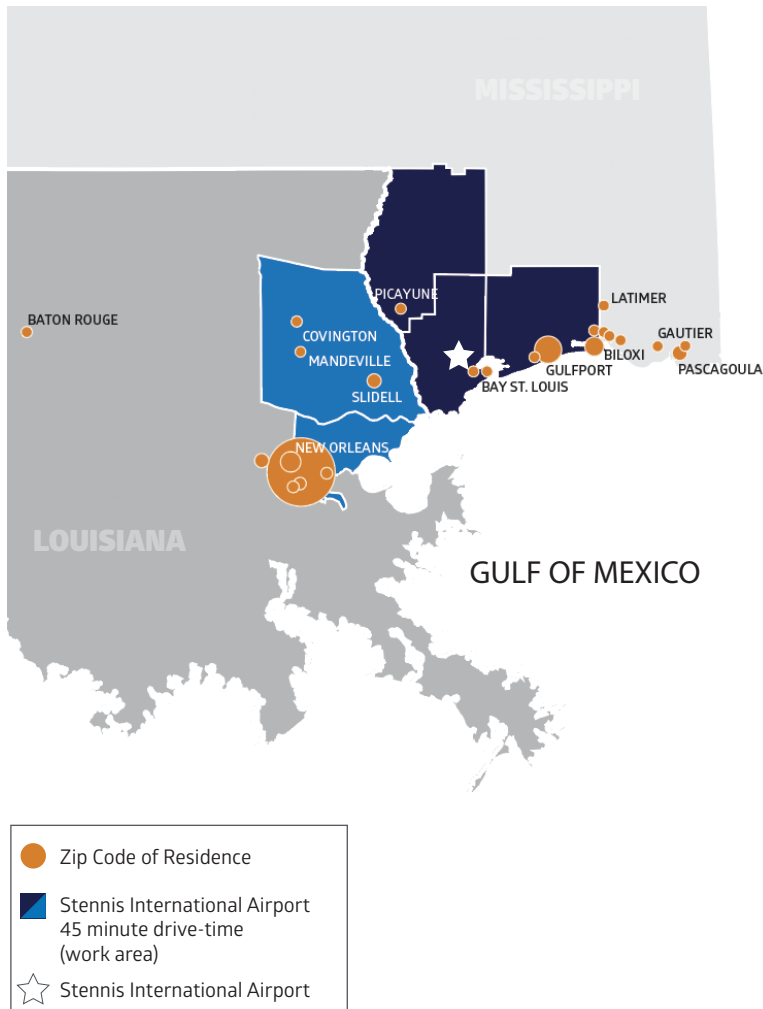 MISSISSIPPI
PICAYUNE
LATIMER
BATON ROUGE
COVINGTON
GAUTIER
MANDEVILLE
BILOXI
GULFPORT
PASCAGOULA
BAY ST. LOUIS
SLIDELL
NEW ORLEANS
LOUISIANA
GULF OF MEXICO
Zip Code of Residence
Stennis International Airport
45 minute drive-time
(work area)
Stennis International Airport